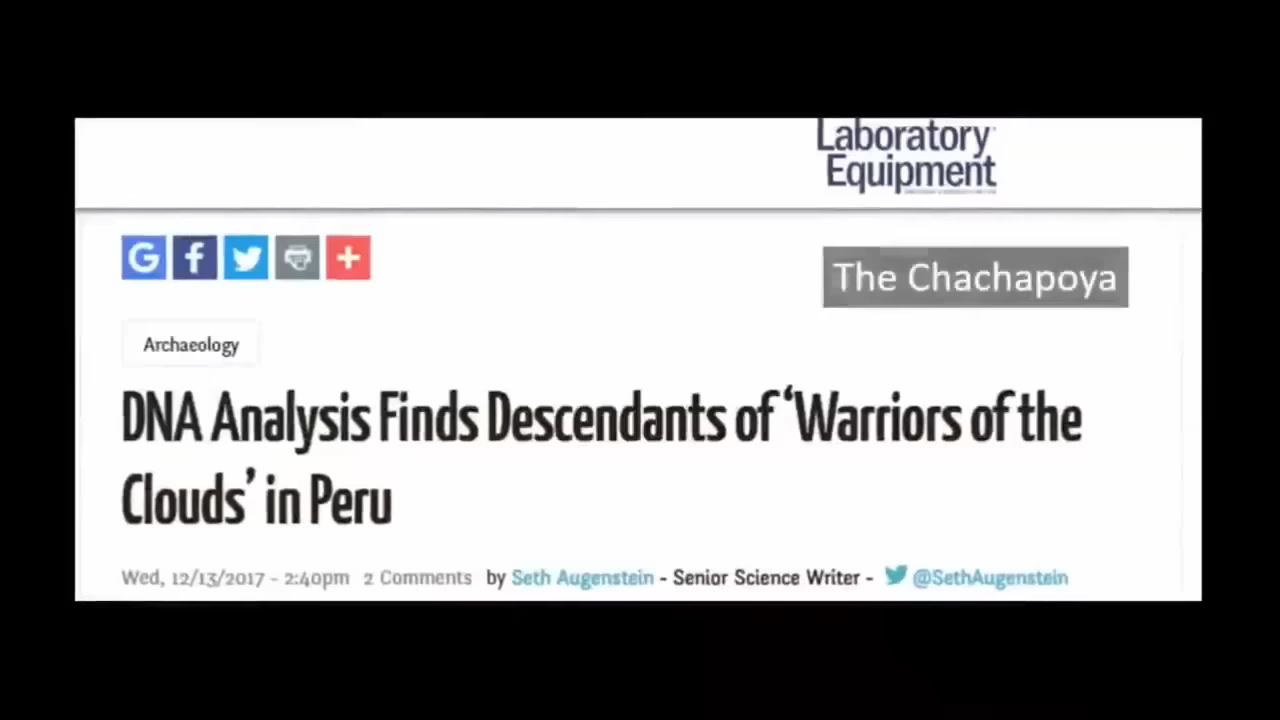 Laboratory
Equipment
The Chachapoya
Archaeology
DNA Analysis Finds Descendants of ‘Warriors of the
Clouds’ in Peru
Wed, 12/13/2017 - 2:40pm 2 Comments by Seth Augenstein - Senior Science Writer - @SethAugenstein